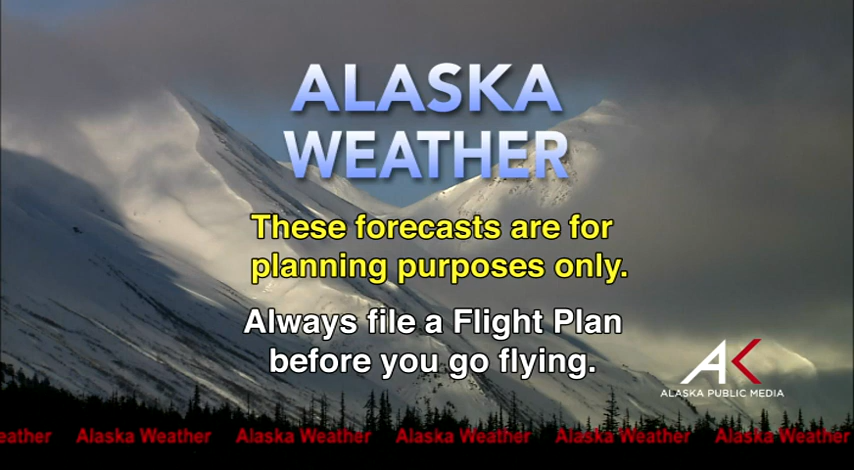 ALASKA
WEATHER
These forecasts are for
planning purposes only.
Always file a Flight Plan
before you go flying.
AK
ALASKA PUBLIC MEDIA
eather Alaska Weather Alaska Weather Alaska Weather Alaska Weather Alaska Weather